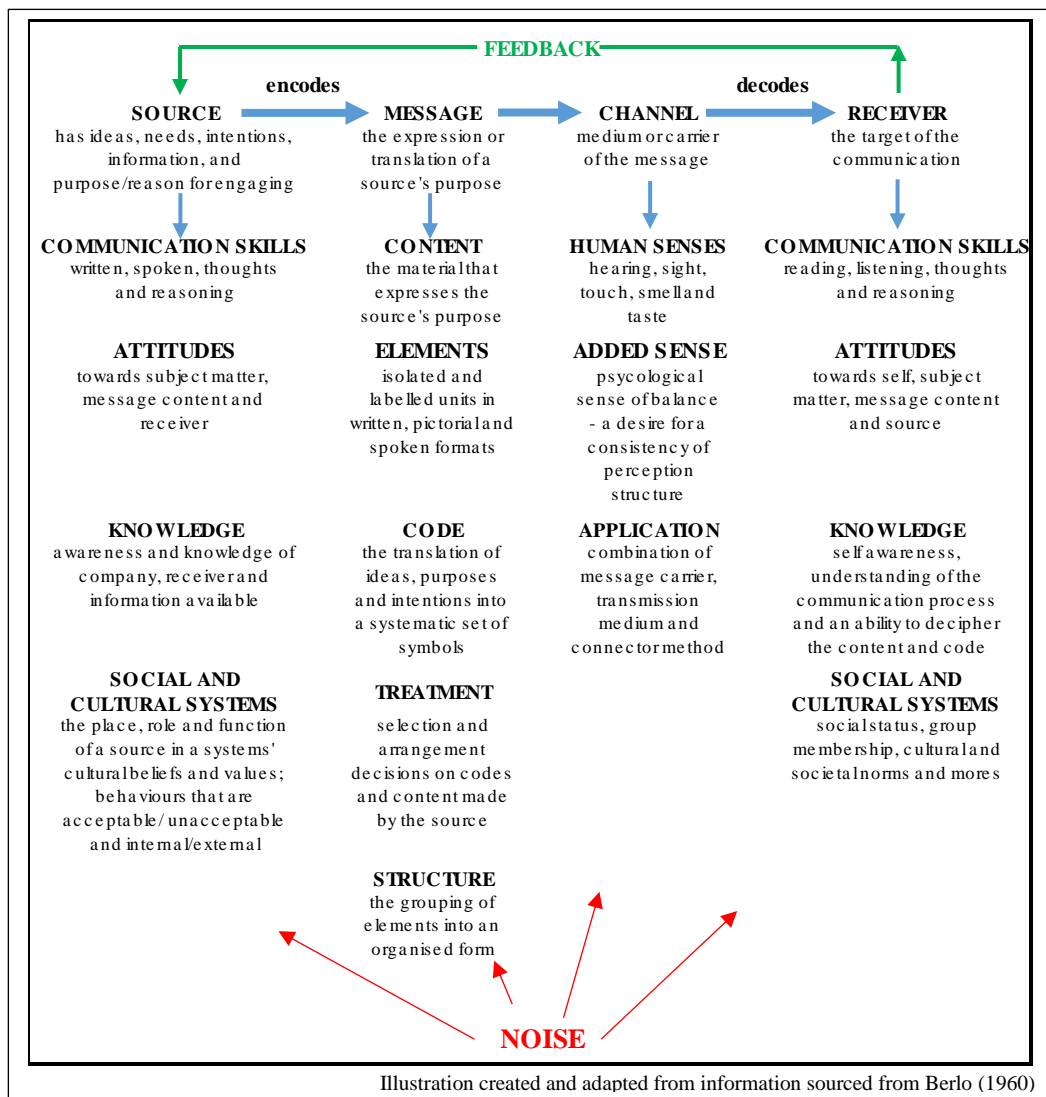 FEEDBACK
encodes
decodes
SOURCE
has ideas, needs, intentions,
information, and
purpose/reason for engaging
MESSAGE
the expression or
translation of a
source's purpose
CHANNEL
medium or carrier
of the message
RECEIVER
the target of the
communication
COMMUNICATION SKILLS
written, spoken, thoughts
and reasoning
CONTENT
the material that
expresses the
source's purpose
HUMAN SENSES
hearing, sight,
touch, smell and
taste
COMMUNICATION SKILLS
reading, listening, thoughts
and reasoning
ATTITUDES
towards subject matter,
message content and
receiver
ELEMENTS
isolated and
labelled units in
written, pictorial and
spoken formats
ADDED SENSE
psycological
sense of balance
- a desire for a
consistency of
perception
structure
ATTITUDES
towards self, subject
matter, message content
and source
KNOWLEDGE
awareness and knowledge of
company, receiver and
information available
CODE
the translation of
ideas, purposes
and intentions into
a systematic set of
symbols
APPLICATION
combination of
message carrier,
transmission
medium and
connector method
KNOWLEDGE
self awareness,
understanding of the
communication process
and an ability to decipher
the content and code
SOCIAL AND
CULTURAL SYSTEMS
the place, role and function
of a source in a systems'
cultural beliefs and values;
behaviours that are
acceptable/unacceptable
and internal/external
TREATMENT
selection and
arrangement
decisions on codes
and content made
by the source
SOCIAL AND
CULTURAL SYSTEMS
social status, group
membership, cultural and
societal norms and mores
STRUCTURE
the grouping of
elements into an
organised form
NOISE
Illustration created and adapted from information sourced from Berlo (1960)